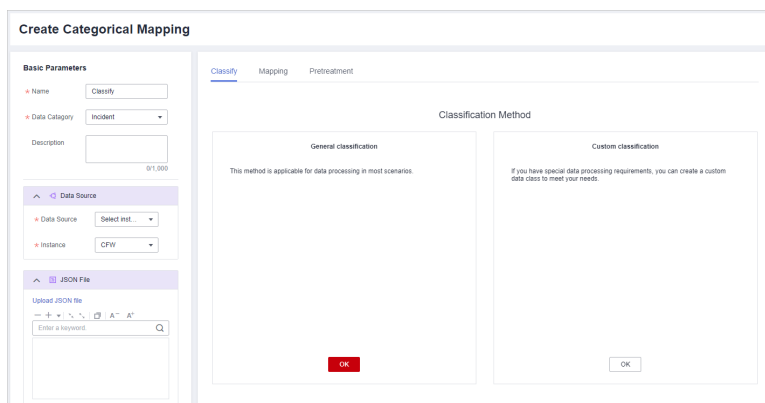 Create Categorical Mapping
Basic Parameters
* Name
Classify
* Data Catagory
Incident
Description
0/1,000
Data Source
* Data Source
Select inst...
* Instance
CFW
JSON File
Upload JSON file
A− A+
Enter a keyword.
Classify
Mapping
Pretreatment
Classification Method
General classification
This method is applicable for data processing in most scenarios.
OK
Custom classification
If you have special data processing requirements, you can create a custom
data class to meet your needs.
OK